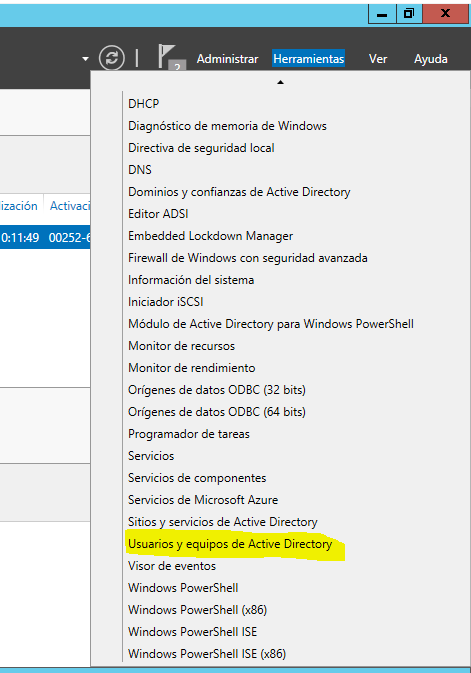 2
Administrar
Herramientas
Ver
Ayuda
DHCP
Diagnóstico de memoria de Windows
Directiva de seguridad local
DNS
Dominios y confianzas de Active Directory
Editor ADSI
Embedded Lockdown Manager
Firewall de Windows con seguridad avanzada
Información del sistema
Iniciador iSCSI
Módulo de Active Directory para Windows PowerShell
Monitor de recursos
Monitor de rendimiento
Orígenes de datos ODBC (32 bits)
Orígenes de datos ODBC (64 bits)
Programador de tareas
Servicios
Servicios de componentes
Servicios de Microsoft Azure
Sitios y servicios de Active Directory
Usuarios y equipos de Active Directory
Visor de eventos
Windows PowerShell
Windows PowerShell (x86)
Windows PowerShell ISE
Windows PowerShell ISE (x86)
lización Activaci
0:11:49 00252-6